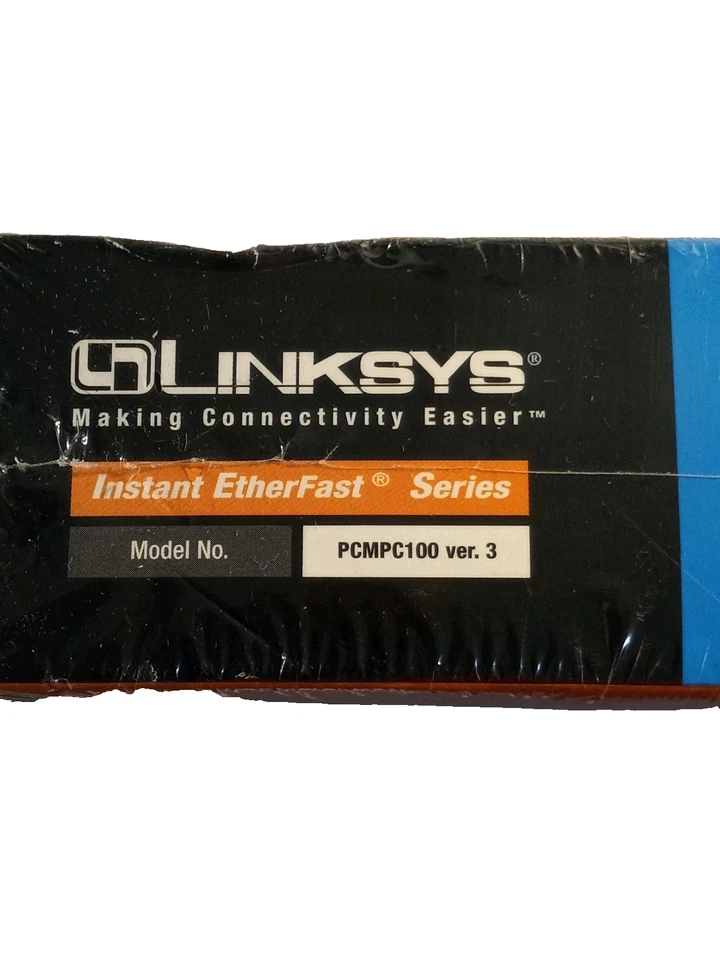 LINKSYS®
Making Connectivity Easier™
Instant EtherFast® Series
Model No.
PCMPC100 ver. 3